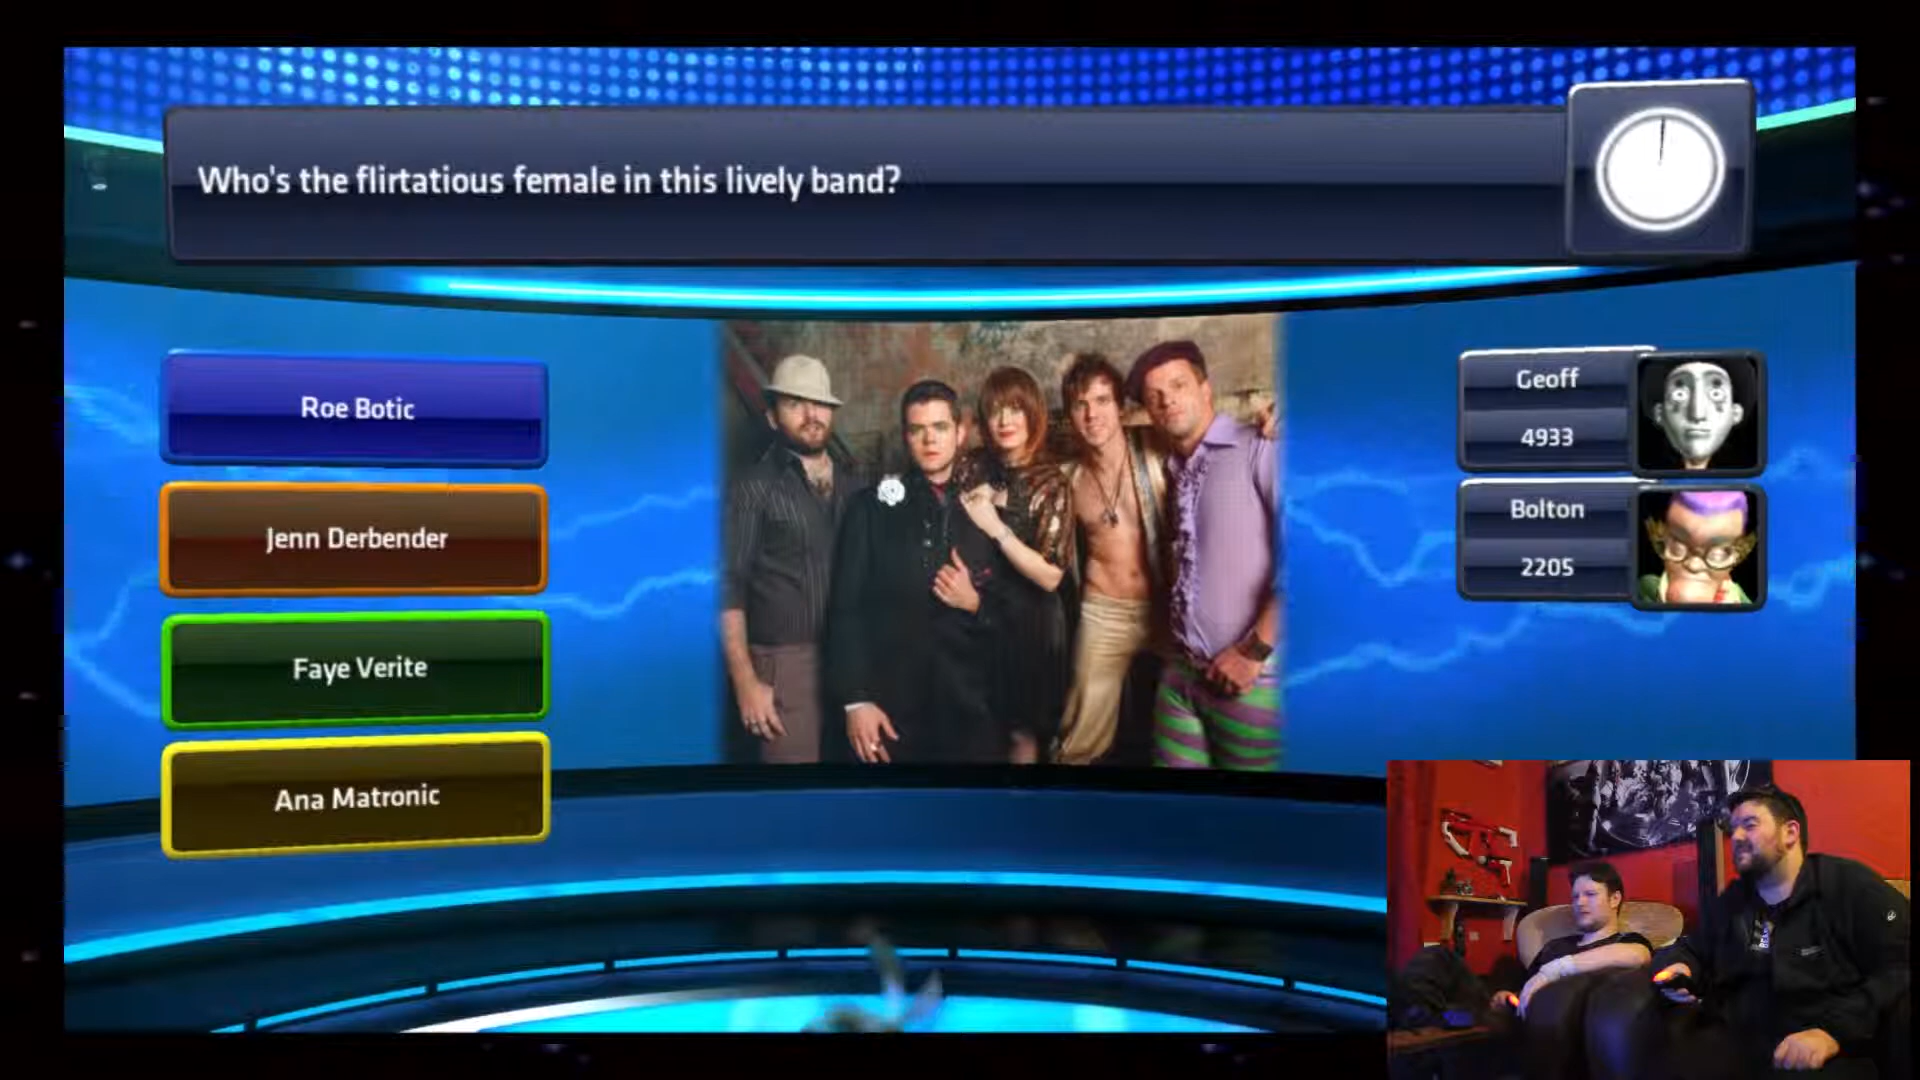 Who's the flirtatious female in this lively band?
Roe Botic
Jenn Derbender
Faye Verite
Ana Matronic
Geoff
4933
Bolton
2205